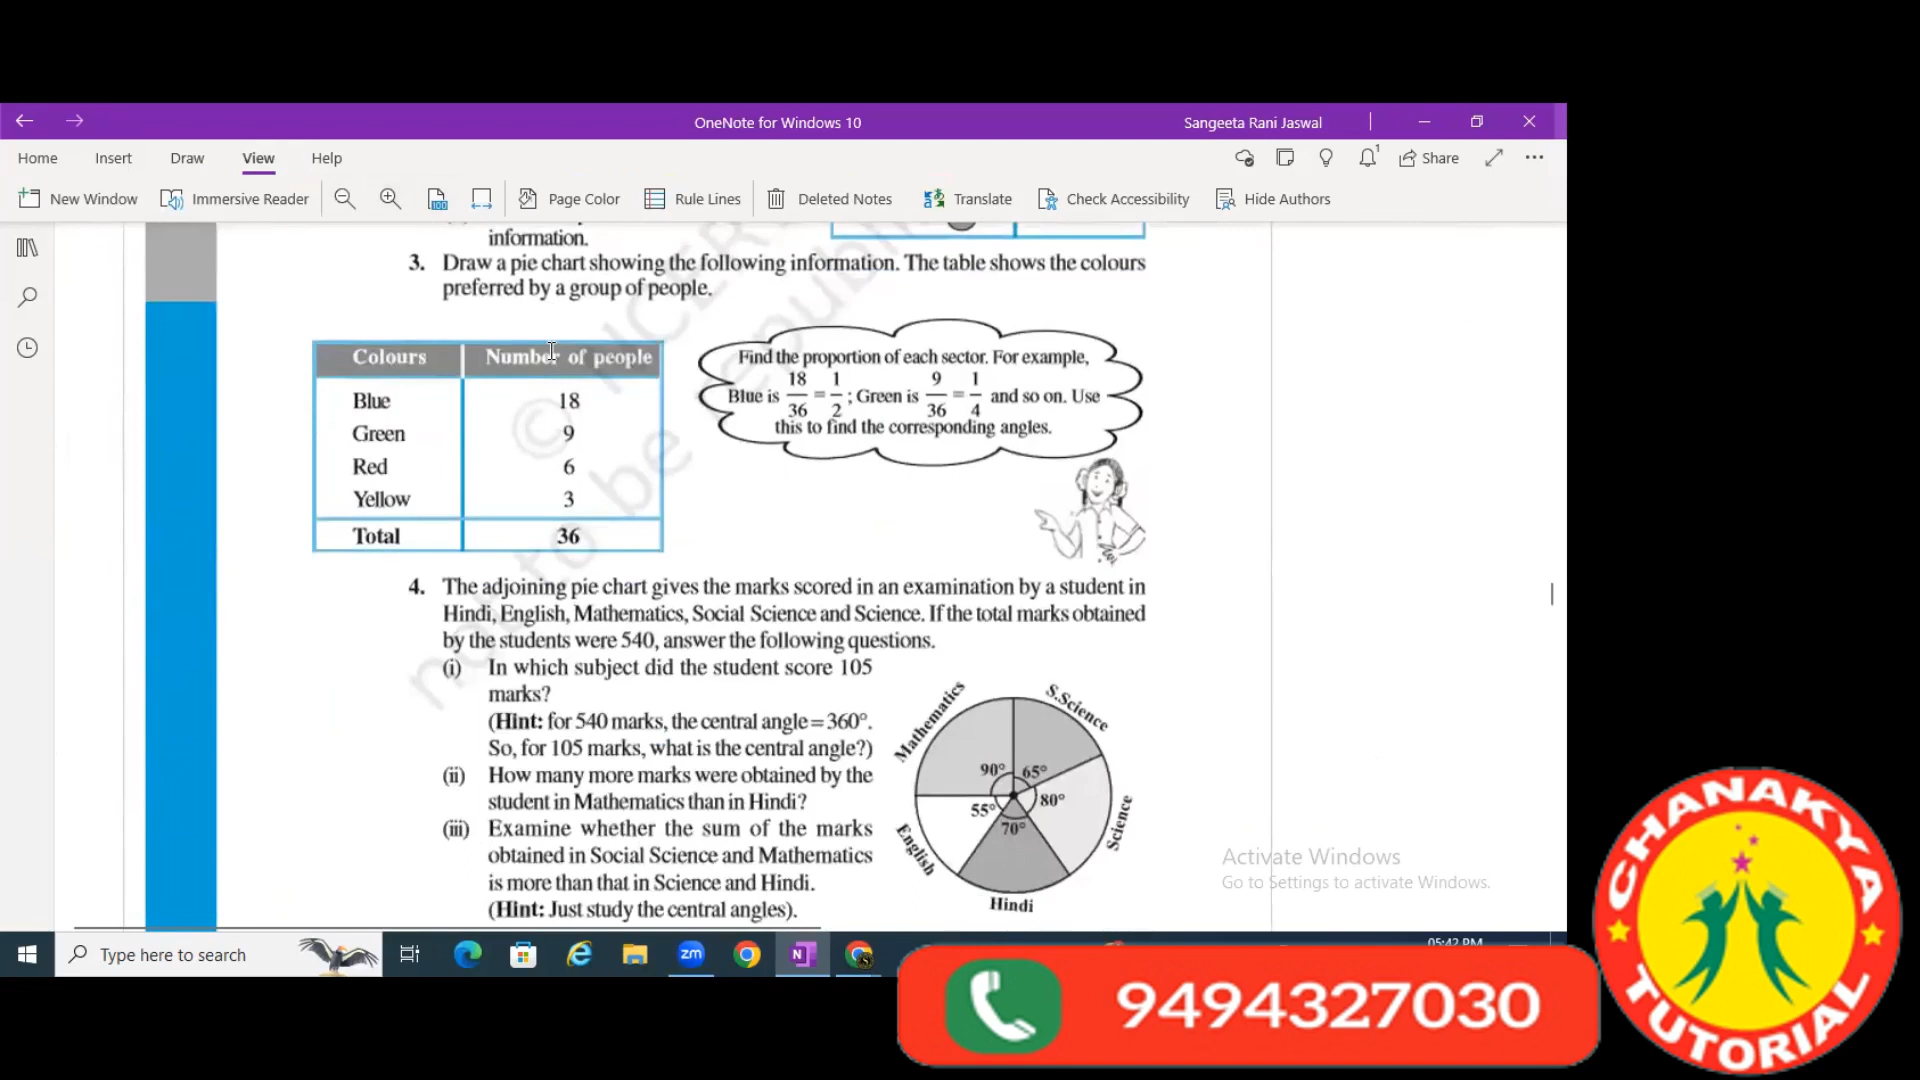 OneNote for Windows 10
Sangeeta Rani Jaswal
Home Insert Draw View Help
1
Share
New Window Immersive Reader 100 Page Color Rule Lines Deleted Notes Translate Check Accessibility Hide Authors
information.
3. Draw a pie chart showing the following information. The table shows the colours
preferred by a group of people.
Colours Number of people
Blue 18
Green 9
Red 6
Yellow 3
Total 36
Find the proportion of each sector. For example,
Blue is 18/36 = 1/2 ; Green is 9/36 = 1/4 and so on. Use
this to find the corresponding angles.
© NCERT
not to be republi
4. The adjoining pie chart gives the marks scored in an examination by a student in
Hindi, English, Mathematics, Social Science and Science. If the total marks obtained
by the students were 540, answer the following questions.
(i) In which subject did the student score 105
marks?
(Hint: for 540 marks, the central angle = 360°.
So, for 105 marks, what is the central angle?)
(ii) How many more marks were obtained by the
student in Mathematics than in Hindi?
(iii) Examine whether the sum of the marks
obtained in Social Science and Mathematics
is more than that in Science and Hindi.
(Hint: Just study the central angles).
Mathematics
S.Science
90° 65°
55° 80°
70°
English
Science
Hindi
Activate Windows
Go to Settings to activate Windows.
Type here to search
zm
N
05:42 PM
9494327030
CHANAKYA
TUTORIAL